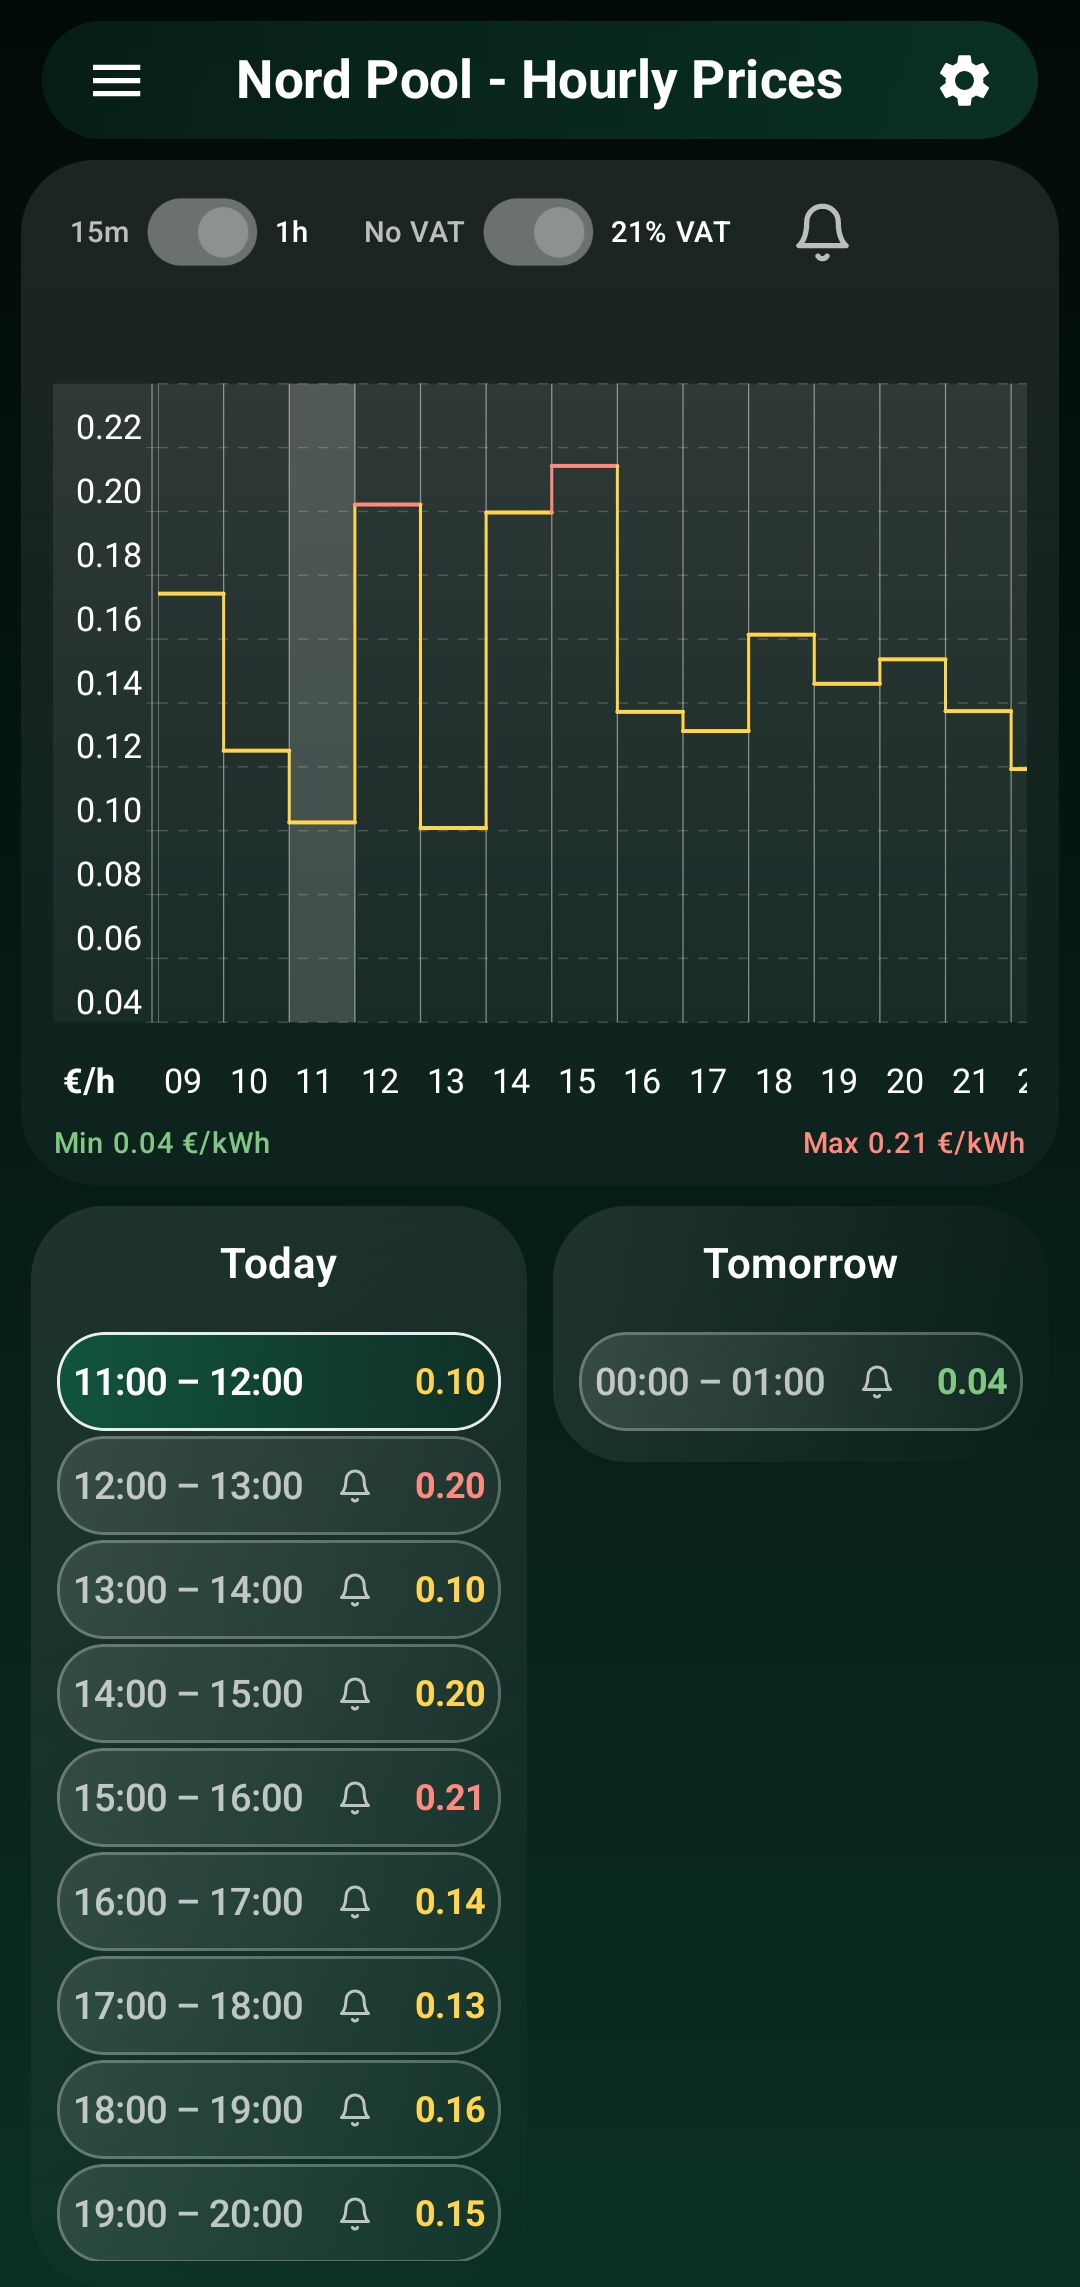 Nord Pool - Hourly Prices
15m 1h No VAT 21% VAT
0.22
0.20
0.18
0.16
0.14
0.12
0.10
0.08
0.06
0.04
€/h 09 10 11 12 13 14 15 16 17 18 19 20 21
Min 0.04 €/kWh Max 0.21 €/kWh
Today
11:00 – 12:00 0.10
12:00 – 13:00 0.20
13:00 – 14:00 0.10
14:00 – 15:00 0.20
15:00 – 16:00 0.21
16:00 – 17:00 0.14
17:00 – 18:00 0.13
18:00 – 19:00 0.16
19:00 – 20:00 0.15
Tomorrow
00:00 – 01:00 0.04